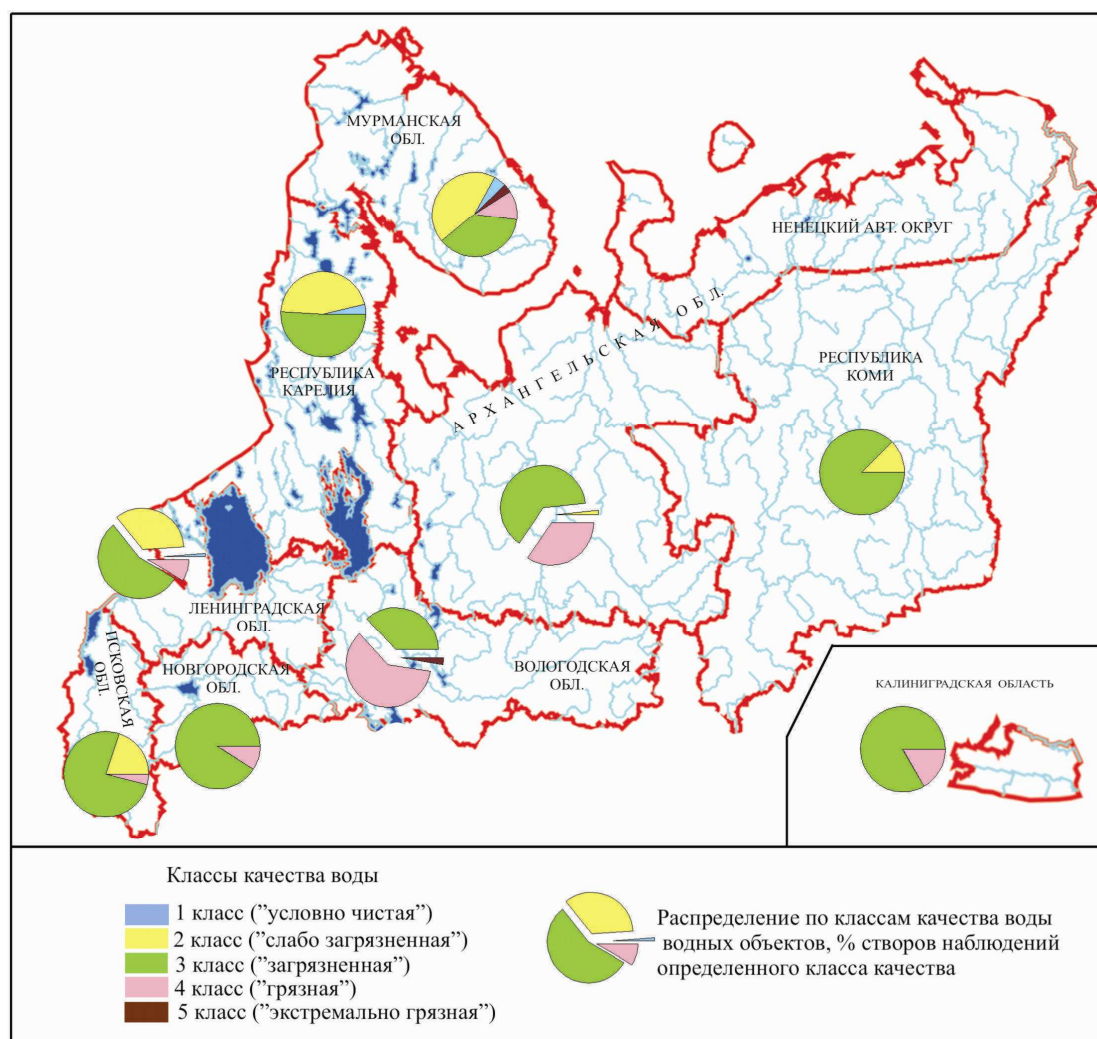 МУРМАНСКАЯ
ОБЛ.
НЕНЕЦКИЙ АВТ. ОКРУГ
АРХАНГЕЛЬСКАЯ ОБЛ.
РЕСПУБЛИКА
КОМИ
РЕСПУБЛИКА
КАРЕЛИЯ
ЛЕНИНГРАДСКАЯ
ОБЛ.
ПСКОВСКАЯ
ОБЛ.
НОВГОРОДСКАЯ
ОБЛ.
ВОЛОГОДСКАЯ
ОБЛ.
КАЛИНИГРАДСКАЯ ОБЛАСТЬ
Классы качества воды
1 класс (”условно чистая”)
2 класс (”слабо загрязненная”)
3 класс (”загрязненная”)
4 класс (”грязная”)
5 класс (”экстремально грязная”)
Распределение по классам качества воды
водных объектов, % створов наблюдений
определенного класса качества